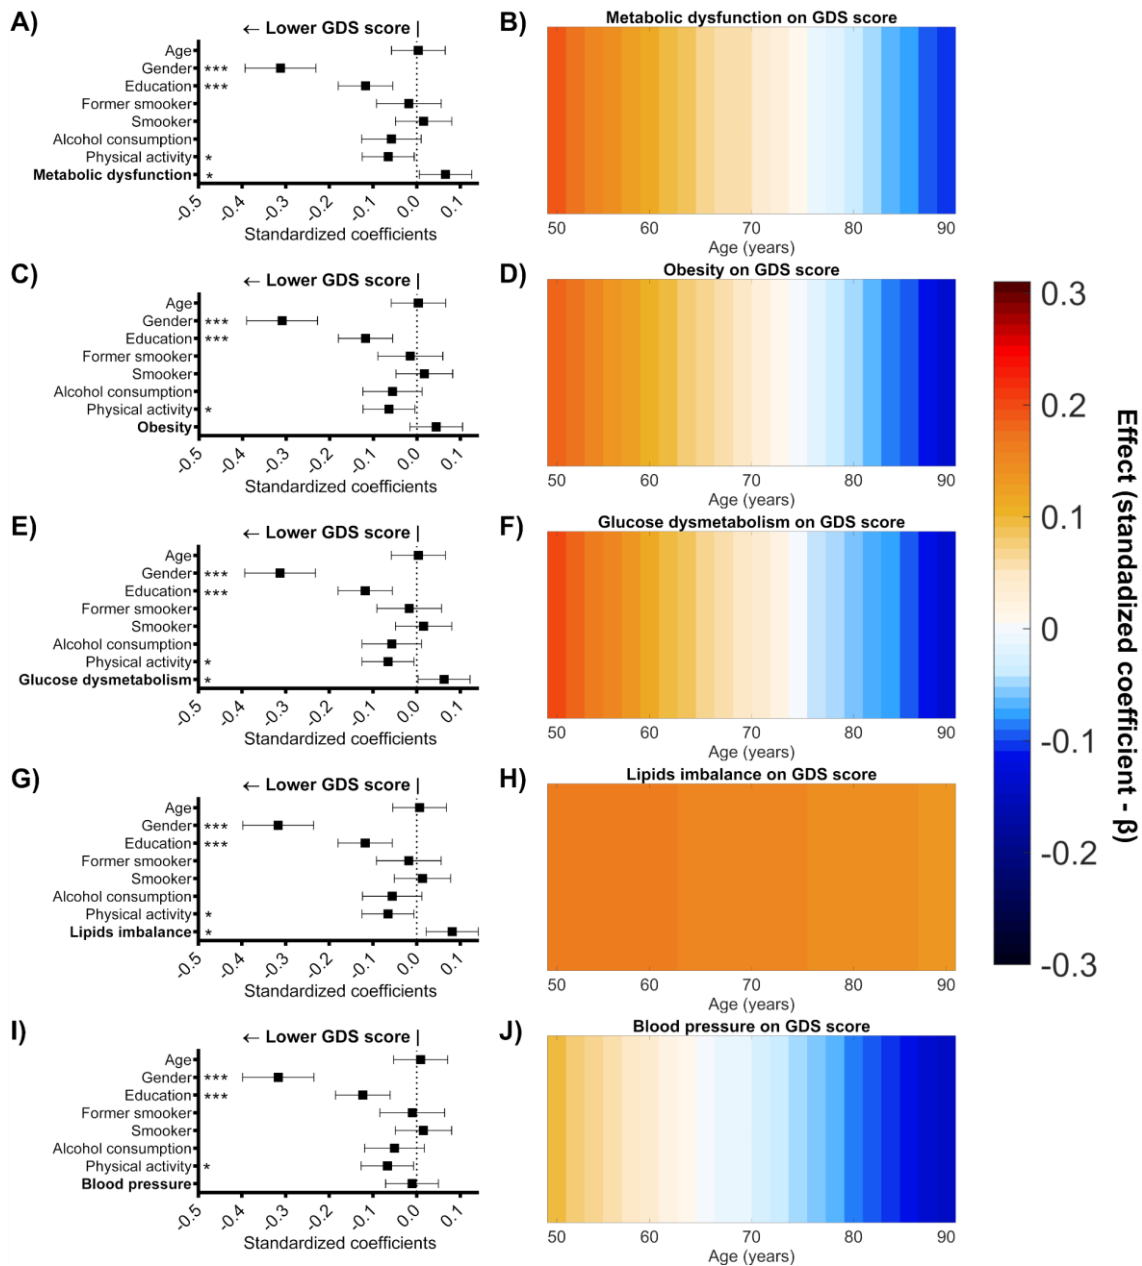 A)
← Lower GDS score |
Age
Gender ***
Education ***
Former smooker
Smooker
Alcohol consumption
Physical activity *
Metabolic dysfunction *
-0.5 -0.4 -0.3 -0.2 -0.1 0.0 0.1
Standardized coefficients
B)
Metabolic dysfunction on GDS score
50 60 70 80 90
Age (years)
C)
← Lower GDS score |
Age
Gender ***
Education ***
Former smooker
Smooker
Alcohol consumption
Physical activity *
Obesity
-0.5 -0.4 -0.3 -0.2 -0.1 0.0 0.1
Standardized coefficients
D)
Obesity on GDS score
50 60 70 80 90
Age (years)
E)
← Lower GDS score |
Age
Gender ***
Education ***
Former smooker
Smooker
Alcohol consumption
Physical activity *
Glucose dysmetabolism *
-0.5 -0.4 -0.3 -0.2 -0.1 0.0 0.1
Standardized coefficients
F)
Glucose dysmetabolism on GDS score
50 60 70 80 90
Age (years)
G)
← Lower GDS score |
Age
Gender ***
Education ***
Former smooker
Smooker
Alcohol consumption
Physical activity *
Lipids imbalance *
-0.5 -0.4 -0.3 -0.2 -0.1 0.0 0.1
Standardized coefficients
H)
Lipids imbalance on GDS score
50 60 70 80 90
Age (years)
I)
← Lower GDS score |
Age
Gender ***
Education ***
Former smooker
Smooker
Alcohol consumption
Physical activity *
Blood pressure
-0.5 -0.4 -0.3 -0.2 -0.1 0.0 0.1
Standardized coefficients
J)
Blood pressure on GDS score
50 60 70 80 90
Age (years)
0.3
0.2
0.1
0
-0.1
-0.2
-0.3
Effect (standadized coefficient - β)